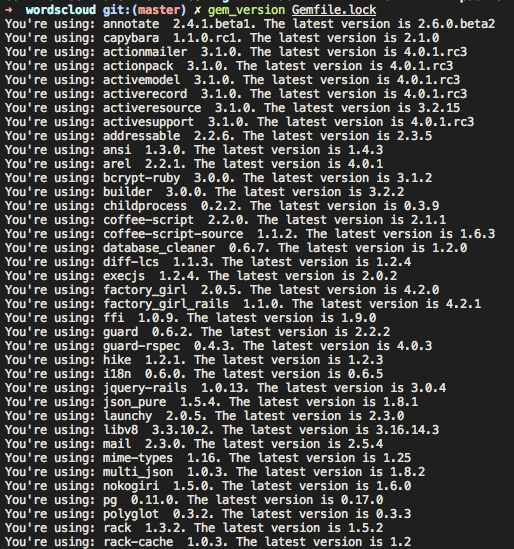 → wordscloud git:(master) ✗ gem_version Gemfile.lock
You're using: annotate  2.4.1.beta1. The latest version is 2.6.0.beta2
You're using: capybara  1.1.0.rc1. The latest version is 2.1.0
You're using: actionmailer  3.1.0. The latest version is 4.0.1.rc3
You're using: actionpack  3.1.0. The latest version is 4.0.1.rc3
You're using: activemodel  3.1.0. The latest version is 4.0.1.rc3
You're using: activerecord  3.1.0. The latest version is 4.0.1.rc3
You're using: activeresource  3.1.0. The latest version is 3.2.15
You're using: activesupport  3.1.0. The latest version is 4.0.1.rc3
You're using: addressable  2.2.6. The latest version is 2.3.5
You're using: ansi  1.3.0. The latest version is 1.4.3
You're using: arel  2.2.1. The latest version is 4.0.1
You're using: bcrypt-ruby  3.0.0. The latest version is 3.1.2
You're using: builder  3.0.0. The latest version is 3.2.2
You're using: childprocess  0.2.2. The latest version is 0.3.9
You're using: coffee-script  2.2.0. The latest version is 2.1.1
You're using: coffee-script-source  1.1.2. The latest version is 1.6.3
You're using: database_cleaner  0.6.7. The latest version is 1.2.0
You're using: diff-lcs  1.1.3. The latest version is 1.2.4
You're using: execjs  1.2.4. The latest version is 2.0.2
You're using: factory_girl  2.0.5. The latest version is 4.2.0
You're using: factory_girl_rails  1.1.0. The latest version is 4.2.1
You're using: ffi  1.0.9. The latest version is 1.9.0
You're using: guard  0.6.2. The latest version is 2.2.2
You're using: guard-rspec  0.4.3. The latest version is 4.0.3
You're using: hike  1.2.1. The latest version is 1.2.3
You're using: i18n  0.6.0. The latest version is 0.6.5
You're using: jquery-rails  1.0.13. The latest version is 3.0.4
You're using: json_pure  1.5.4. The latest version is 1.8.1
You're using: launchy  2.0.5. The latest version is 2.3.0
You're using: libv8  3.3.10.2. The latest version is 3.16.14.3
You're using: mail  2.3.0. The latest version is 2.5.4
You're using: mime-types  1.16. The latest version is 1.25
You're using: multi_json  1.0.3. The latest version is 1.8.2
You're using: nokogiri  1.5.0. The latest version is 1.6.0
You're using: pg  0.11.0. The latest version is 0.17.0
You're using: polyglot  0.3.2. The latest version is 0.3.3
You're using: rack  1.3.2. The latest version is 1.5.2
You're using: rack-cache  1.0.3. The latest version is 1.2